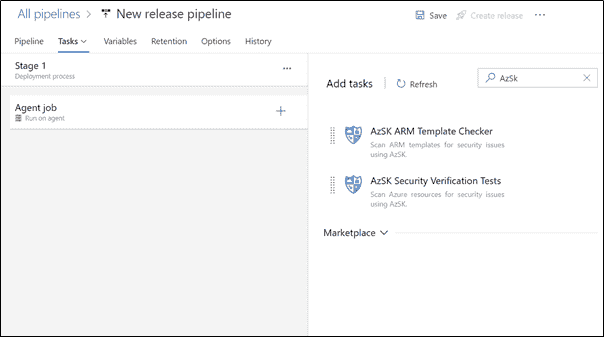 All pipelines > New release pipeline
Save Create release ...
Pipeline Tasks Variables Retention Options History
Stage 1
Deployment process
...
Agent job
Run on agent
+
Add tasks Refresh AzSk
AzSK ARM Template Checker
Scan ARM templates for security issues
using AzSK.
AzSK Security Verification Tests
Scan Azure resources for security issues
using AzSK.
Marketplace